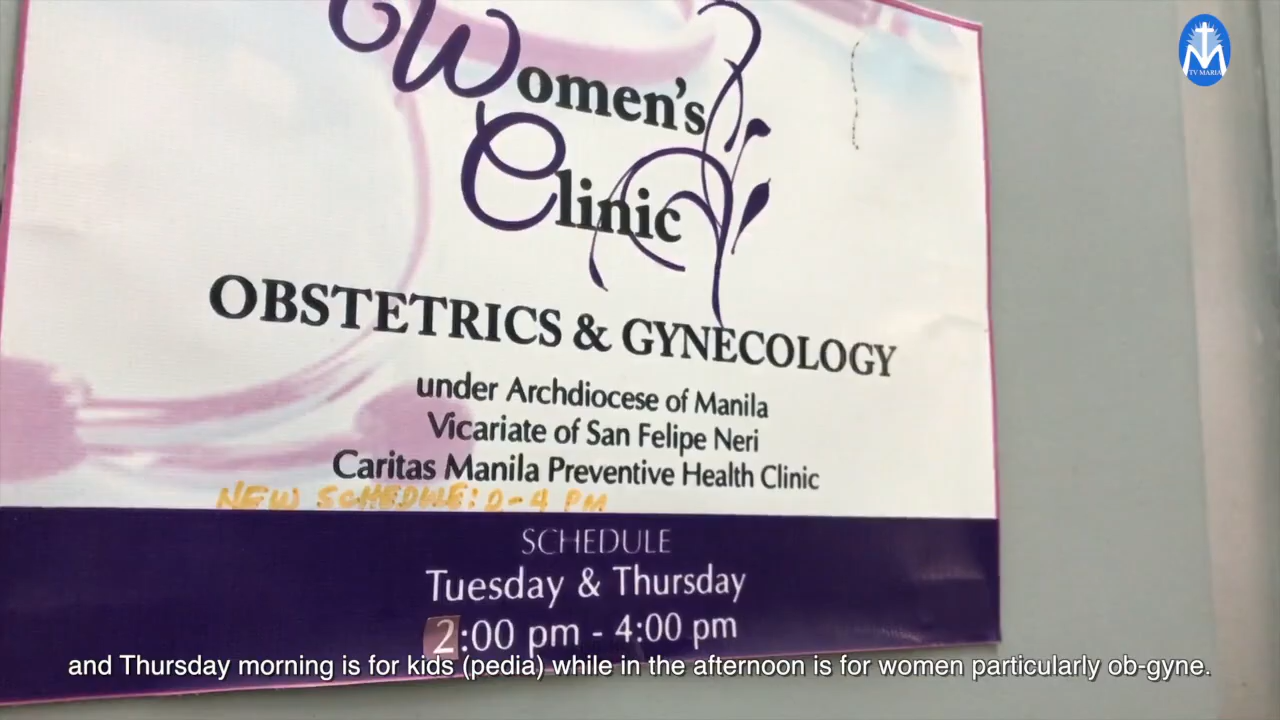 TV MARIA
Women's
Clinic
OBSTETRICS & GYNECOLOGY
under Archdiocese of Manila
Vicariate of San Felipe Neri
Caritas Manila Preventive Health Clinic
NEW SCHEDULE: 2-4 PM
SCHEDULE
Tuesday & Thursday
2:00 pm - 4:00 pm
and Thursday morning is for kids (pedia) while in the afternoon is for women particularly ob-gyne.